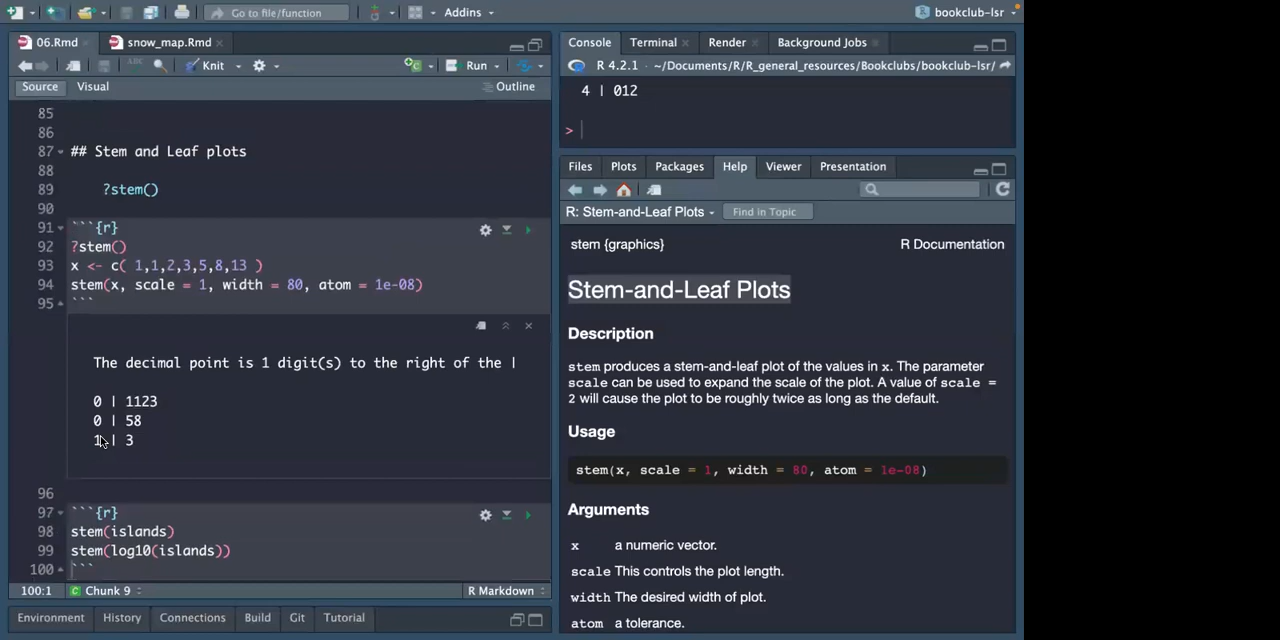 Go to file/function
Addins
bookclub-lsr
06.Rmd
snow_map.Rmd
ABC
Knit
Run
Source
Visual
Outline
85
86
87 ## Stem and Leaf plots
88
89 ?stem()
90
91 ```{r}
92 ?stem()
93 x <- c( 1,1,2,3,5,8,13 )
94 stem(x, scale = 1, width = 80, atom = 1e-08)
95 ```
The decimal point is 1 digit(s) to the right of the |
0 | 1123
0 | 58
1 | 3
96
97 ```{r}
98 stem(islands)
99 stem(log10(islands))
100 ```
100:1
Chunk 9
R Markdown
Environment
History
Connections
Build
Git
Tutorial
Console
Terminal
Render
Background Jobs
R 4.2.1 · ~/Documents/R/R_general_resources/Bookclubs/bookclub-lsr/
4 | 012
>
Files
Plots
Packages
Help
Viewer
Presentation
R: Stem-and-Leaf Plots
Find in Topic
stem {graphics}
R Documentation
Stem-and-Leaf Plots
Description
stem produces a stem-and-leaf plot of the values in x. The parameter
scale can be used to expand the scale of the plot. A value of scale =
2 will cause the plot to be roughly twice as long as the default.
Usage
stem(x, scale = 1, width = 80, atom = 1e-08)
Arguments
x a numeric vector.
scale This controls the plot length.
width The desired width of plot.
atom a tolerance.